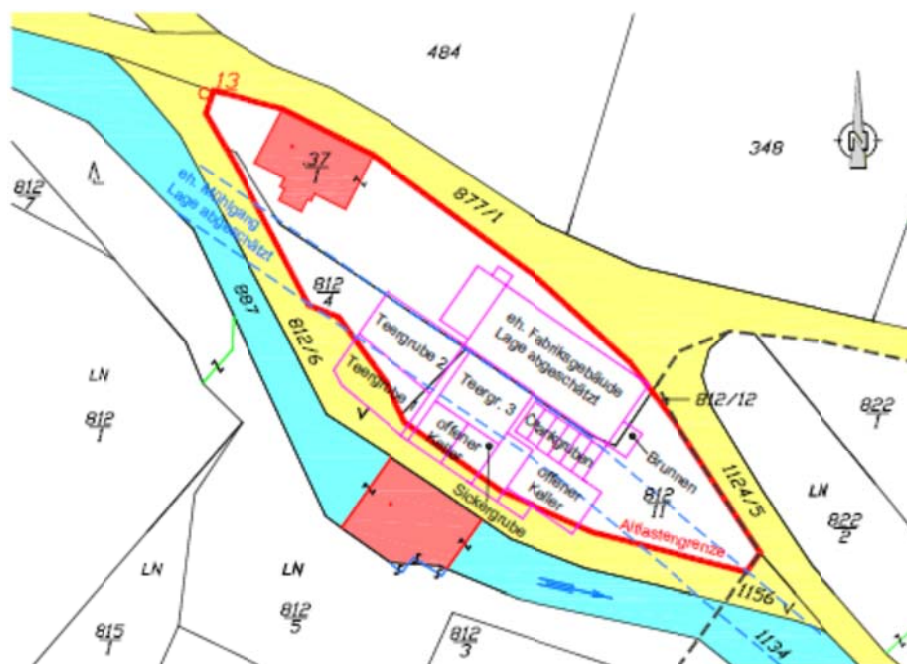 484
13
N
348
37
1
877/1
812
7
eh. Mühlgang
Lage abgeschätzt
812
4
887
812/6
Teergrube 2
eh. Fabriksgebäude
Lage abgeschätzt
Teergrube 1
Teergr. 3
812/12
822
1
LN
812
1
offener
Keller
Ölankgruben
Brunnen
offener
Keller
812
11
1124/5
LN
822
2
Sickergrube
Altlastengrenze
LN
LN
812
5
1156
815
1
812
3
1134